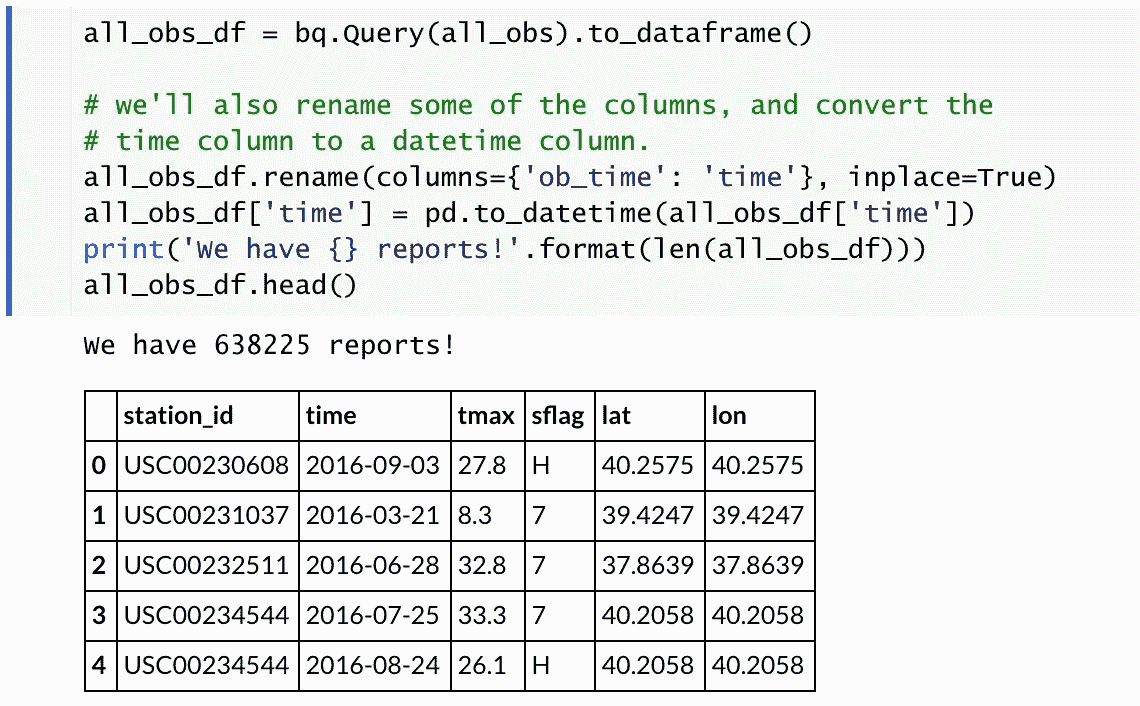 all_obs_df = bq.Query(all_obs).to_dataframe()
# we'll also rename some of the columns, and convert the
# time column to a datetime column.
all_obs_df.rename(columns={'ob_time': 'time'}, inplace=True)
all_obs_df['time'] = pd.to_datetime(all_obs_df['time'])
print('We have {} reports!'.format(len(all_obs_df)))
all_obs_df.head()
We have 638225 reports!
station_id time tmax sflag lat lon
0 USC00230608 2016-09-03 27.8 H 40.2575 40.2575
1 USC00231037 2016-03-21 8.3 7 39.4247 39.4247
2 USC00232511 2016-06-28 32.8 7 37.8639 37.8639
3 USC00234544 2016-07-25 33.3 7 40.2058 40.2058
4 USC00234544 2016-08-24 26.1 H 40.2058 40.2058